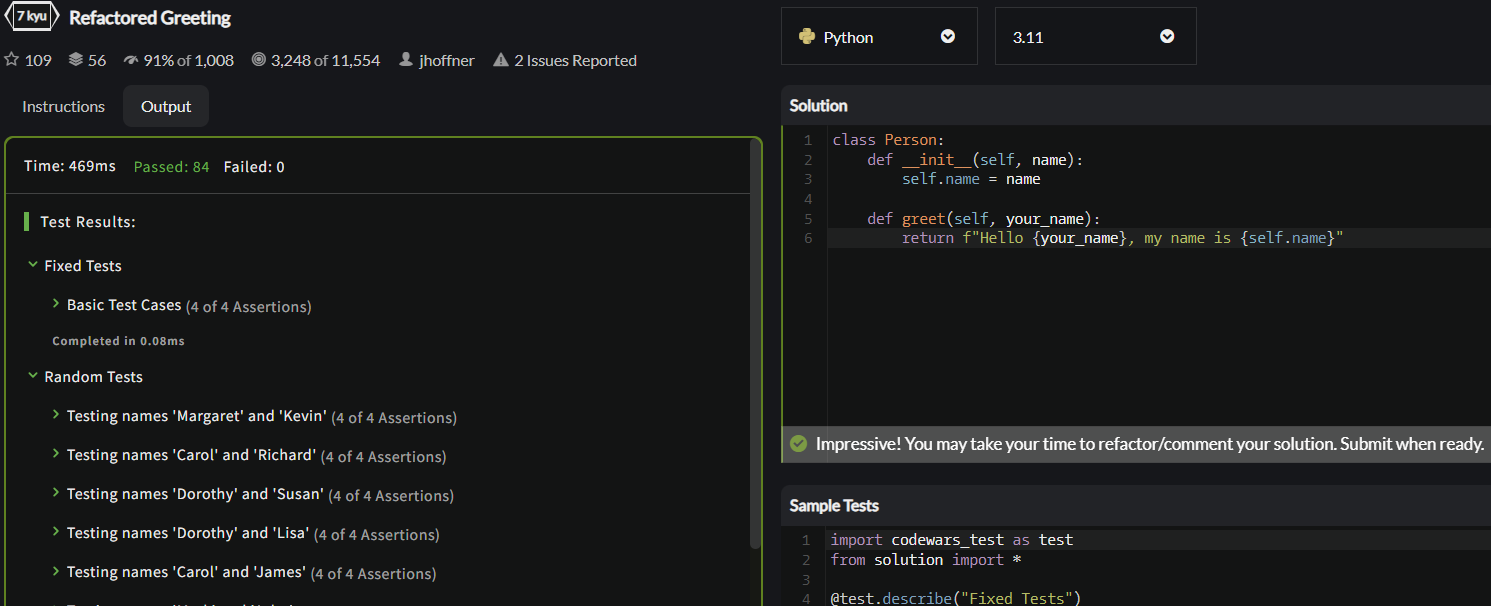 7 kyu Refactored Greeting
109 56 91% of 1,008 3,248 of 11,554 jhoffner 2 Issues Reported
Instructions Output
Time: 469ms Passed: 84 Failed: 0
Test Results:
Fixed Tests
Basic Test Cases (4 of 4 Assertions)
Completed in 0.08ms
Random Tests
Testing names 'Margaret' and 'Kevin' (4 of 4 Assertions)
Testing names 'Carol' and 'Richard' (4 of 4 Assertions)
Testing names 'Dorothy' and 'Susan' (4 of 4 Assertions)
Testing names 'Dorothy' and 'Lisa' (4 of 4 Assertions)
Testing names 'Carol' and 'James' (4 of 4 Assertions)
Python 3.11
Solution
1 class Person:
2     def __init__(self, name):
3         self.name = name
4
5     def greet(self, your_name):
6         return f"Hello {your_name}, my name is {self.name}"
Impressive! You may take your time to refactor/comment your solution. Submit when ready.
Sample Tests
1 import codewars_test as test
2 from solution import *
3
4 @test.describe("Fixed Tests")